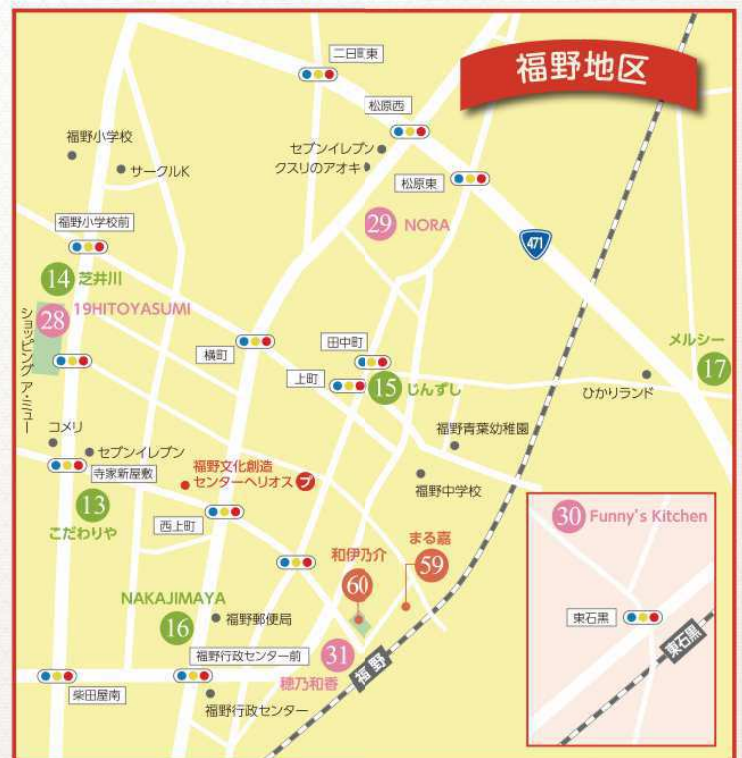 福野地区
二日町東
松原西
福野小学校
セブンイレブン
クスリのアオキ
サークルK
松原東
福野小学校前
29 NORA
471
14 芝井川
28 19HITOYASUMI
ショッピング ア・ミュー
横町
田中町
上町
15 じんずし
メルシー
17
ひかりランド
コメリ
セブンイレブン
福野青葉幼稚園
寺家新屋敷
福野文化創造
センターヘリオス プ
福野中学校
13
こだわりや
西上町
30 Funny's Kitchen
和伊乃介
60
まる嘉
59
東石黒
東石黒
NAKAJIMAYA
16
福野郵便局
31
穂乃和香
福野
福野行政センター前
柴田屋南
福野行政センター